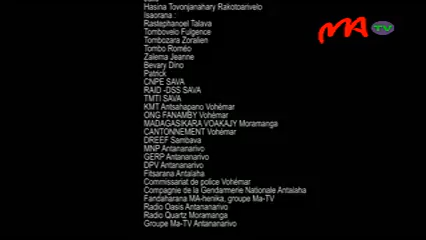 Hasina Tovonjanahary Rakotoarivelo
Isaorana :
Rastephanoel Talava
Tombovelo Fulgence
Tombozara Zoralien
Tombo Roméo
Zalema Jeanne
Bevary Dino
Patrick
CNPE SAVA
RAID -DSS SAVA
TMTI SAVA
KMT Antsahapano Vohémar
ONG FANAMBY Vohémar
MADAGASIKARA VOAKAJY Moramanga
CANTONNEMENT Vohémar
DREEF Sambava
MNP Antananarivo
GERP Antananarivo
DPV Antananarivo
Fitsarana Antalaha
Commissariat de police Vohémar
Compagnie de la Gendarmerie Nationale Antalaha
Fandaharana MA-henika, groupe Ma-TV
Radio Oasis Antananarivo
Radio Quartz Moramanga
Groupe Ma-TV Antananarivo
MA TV